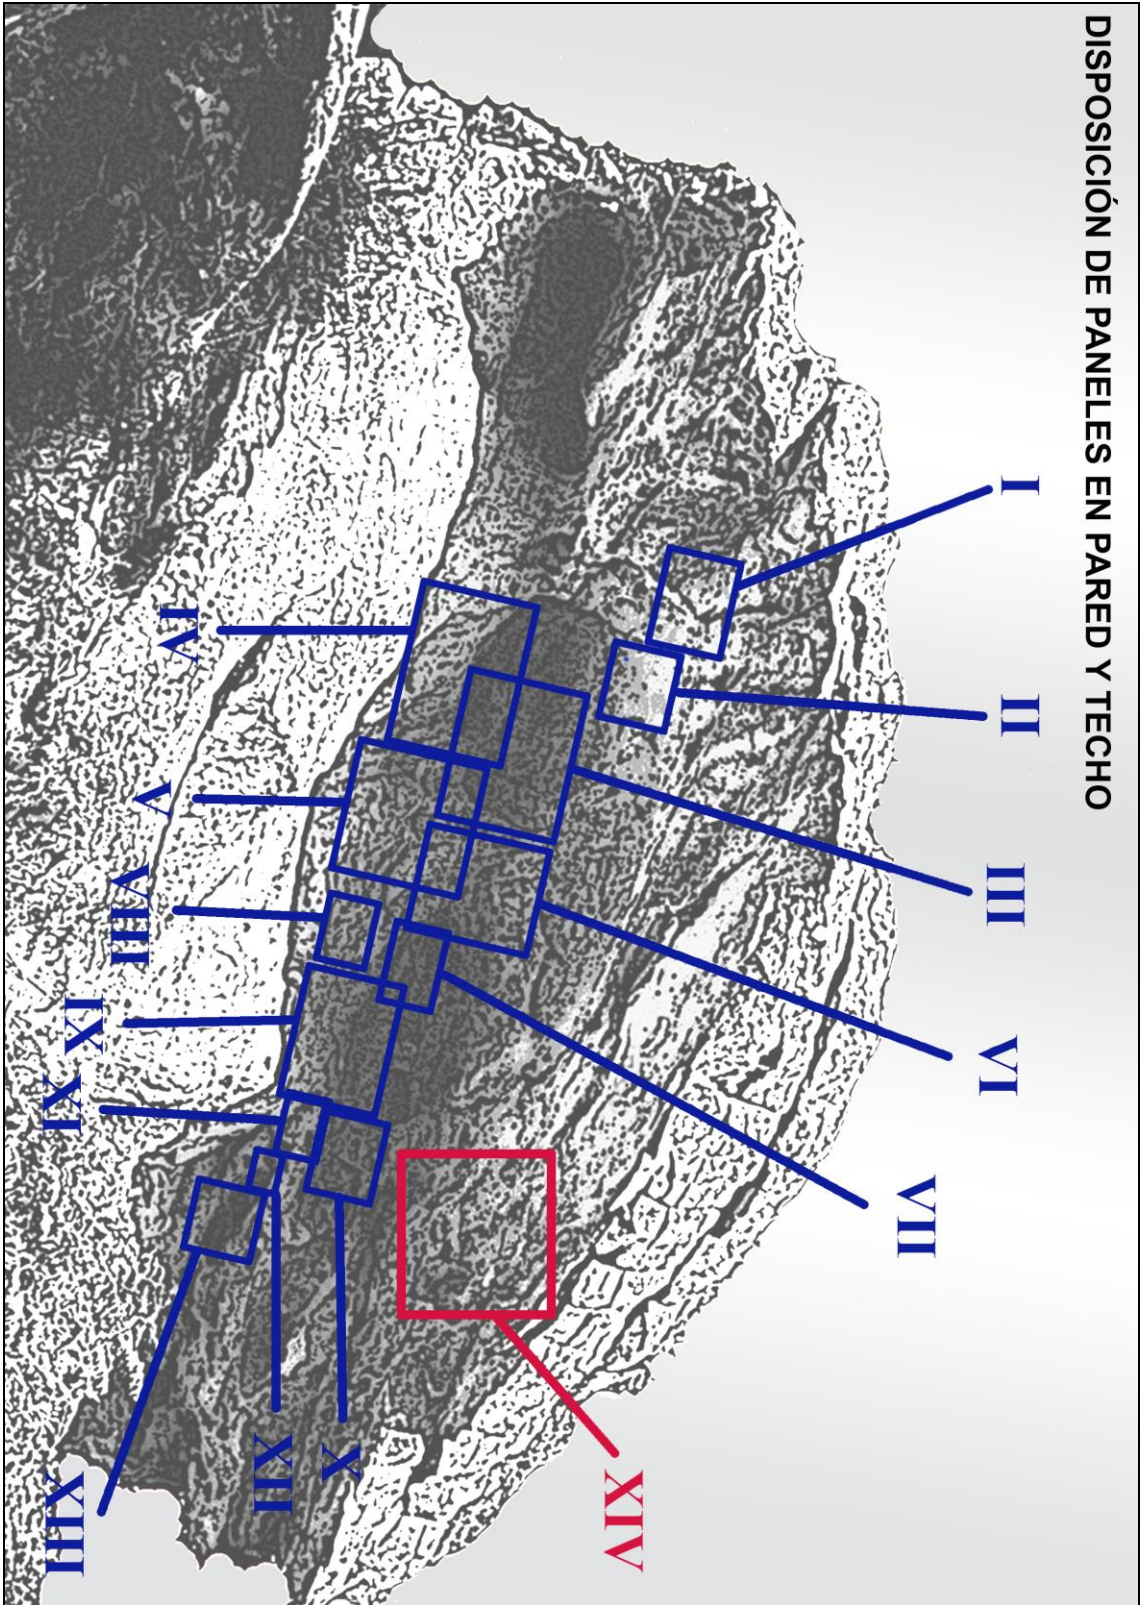 DISPOSICIÓN DE PANELES EN PARED Y TECHO
I
II
III
VI
VII
XIV
IV
V
VIII
IX
XI
X
XII
XIII